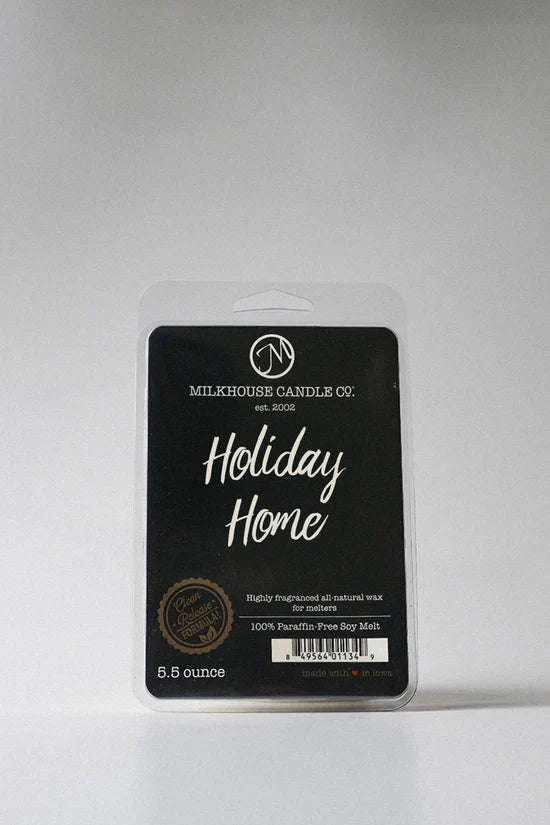 M
MILKHOUSE CANDLE CO.
est. 2002
Holiday
Home
Highly fragranced all-natural wax
for melters
100% Paraffin-Free Soy Melt
Clean
Release
FORMULA!
8 49564 01134 9
5.5 ounce
made with ♥ in iowa